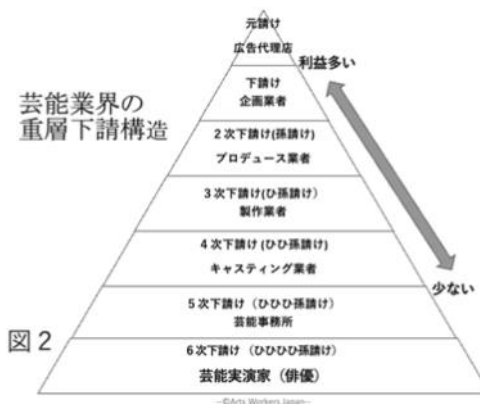 元請け
広告代理店
利益多い
下請け
企画業者
芸能業界の
重層下請構造
2次下請け(孫請け)
プロデュース業者
3次下請け(ひ孫請け)
製作業者
4次下請け(ひひ孫請け)
キャスティング業者
少ない
5次下請け（ひひひ孫請け）
芸能事務所
図2
6次下請け（ひひひひ孫請け）
芸能実演家（俳優）
--©Arts Workers Japan--